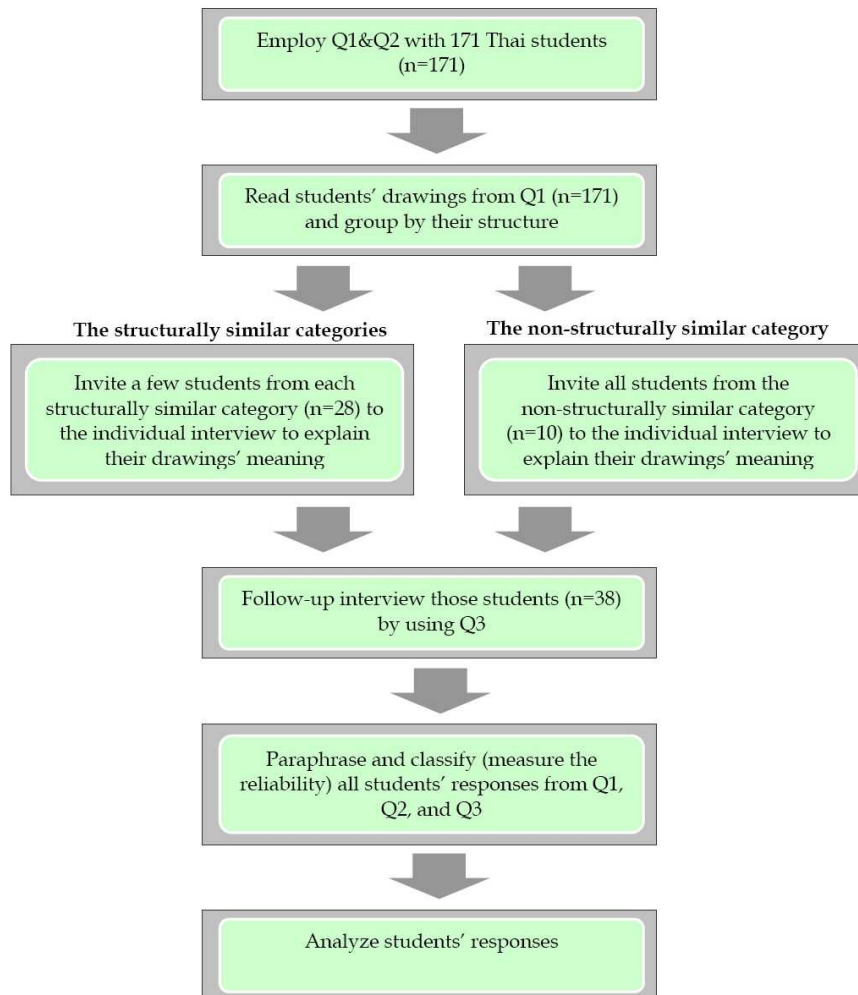 Employ Q1&Q2 with 171 Thai students
(n=171)
Read students’ drawings from Q1 (n=171)
and group by their structure
The structurally similar categories
Invite a few students from each
structurally similar category (n=28) to
the individual interview to explain
their drawings’ meaning
The non-structurally similar category
Invite all students from the
non-structurally similar category
(n=10) to the individual interview to
explain their drawings’ meaning
Follow-up interview those students (n=38)
by using Q3
Paraphrase and classify (measure the
reliability) all students’ responses from Q1,
Q2, and Q3
Analyze students’ responses